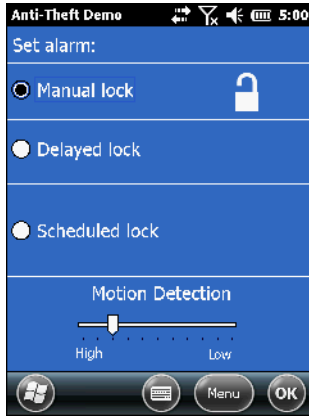 Anti-Theft Demo 5:00
Set alarm:
Manual lock
Delayed lock
Scheduled lock
Motion Detection
High Low
Menu OK